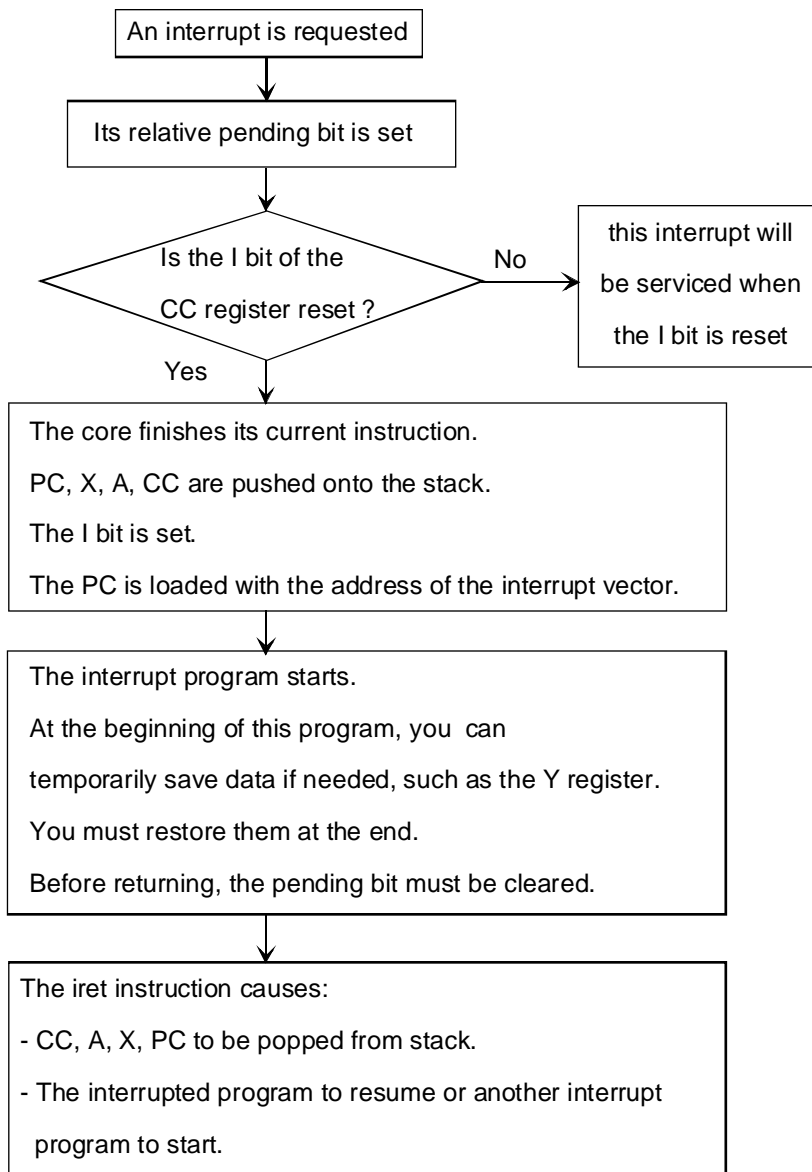 An interrupt is requested
Its relative pending bit is set
Is the I bit of the
CC register reset ?
No
this interrupt will
be serviced when
the I bit is reset
Yes
The core finishes its current instruction.
PC, X, A, CC are pushed onto the stack.
The I bit is set.
The PC is loaded with the address of the interrupt vector.
The interrupt program starts.
At the beginning of this program, you can
temporarily save data if needed, such as the Y register.
You must restore them at the end.
Before returning, the pending bit must be cleared.
The iret instruction causes:
- CC, A, X, PC to be popped from stack.
- The interrupted program to resume or another interrupt
program to start.